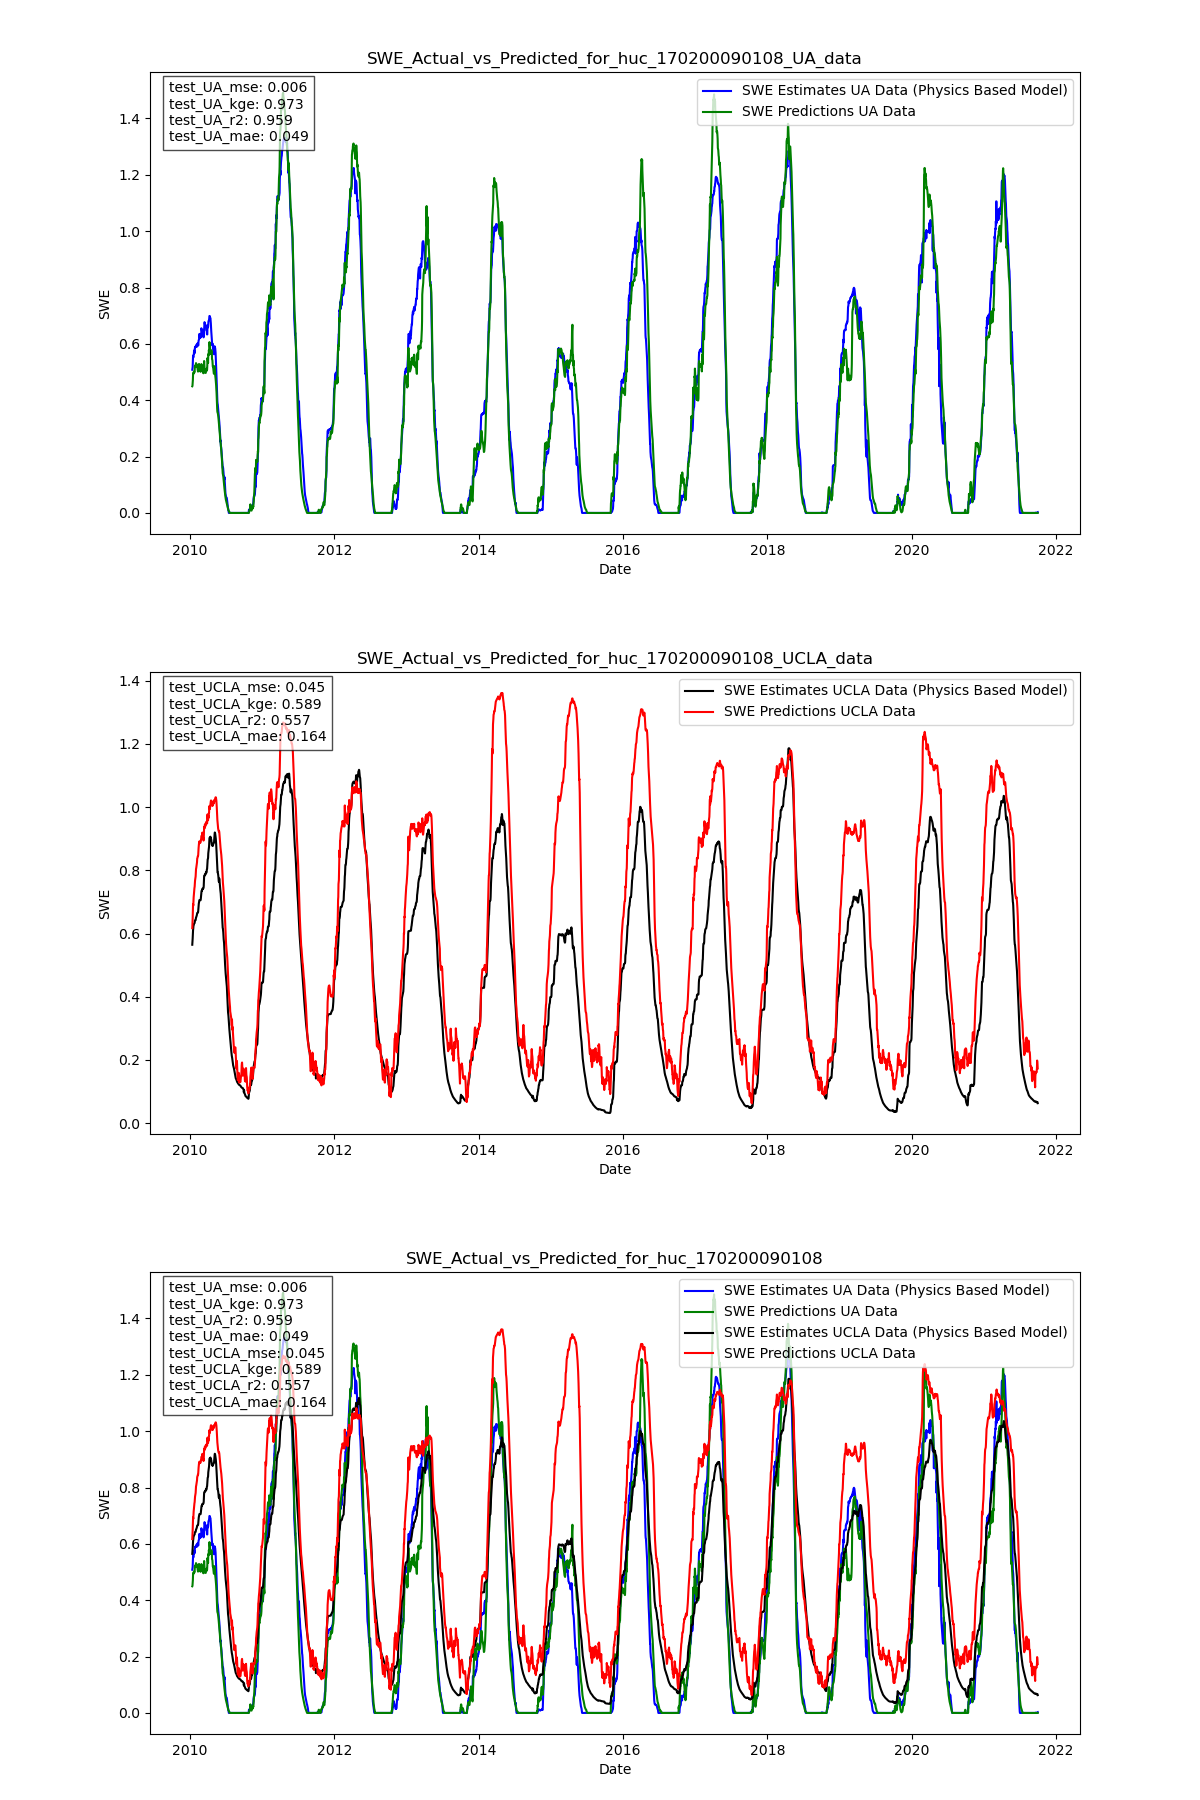 SWE_Actual_vs_Predicted_for_huc_170200090108_UA_data
test_UA_mse: 0.006
test_UA_kge: 0.973
test_UA_r2: 0.959
test_UA_mae: 0.049
SWE Estimates UA Data (Physics Based Model)
SWE Predictions UA Data
1.4
1.2
1.0
0.8
0.6
0.4
0.2
0.0
SWE
2010
2012
2014
2016
2018
2020
2022
Date
SWE_Actual_vs_Predicted_for_huc_170200090108_UCLA_data
test_UCLA_mse: 0.045
test_UCLA_kge: 0.589
test_UCLA_r2: 0.557
test_UCLA_mae: 0.164
SWE Estimates UCLA Data (Physics Based Model)
SWE Predictions UCLA Data
1.4
1.2
1.0
0.8
0.6
0.4
0.2
0.0
SWE
2010
2012
2014
2016
2018
2020
2022
Date
SWE_Actual_vs_Predicted_for_huc_170200090108
test_UA_mse: 0.006
test_UA_kge: 0.973
test_UA_r2: 0.959
test_UA_mae: 0.049
test_UCLA_mse: 0.045
test_UCLA_kge: 0.589
test_UCLA_r2: 0.557
test_UCLA_mae: 0.164
SWE Estimates UA Data (Physics Based Model)
SWE Predictions UA Data
SWE Estimates UCLA Data (Physics Based Model)
SWE Predictions UCLA Data
1.4
1.2
1.0
0.8
0.6
0.4
0.2
0.0
SWE
2010
2012
2014
2016
2018
2020
2022
Date